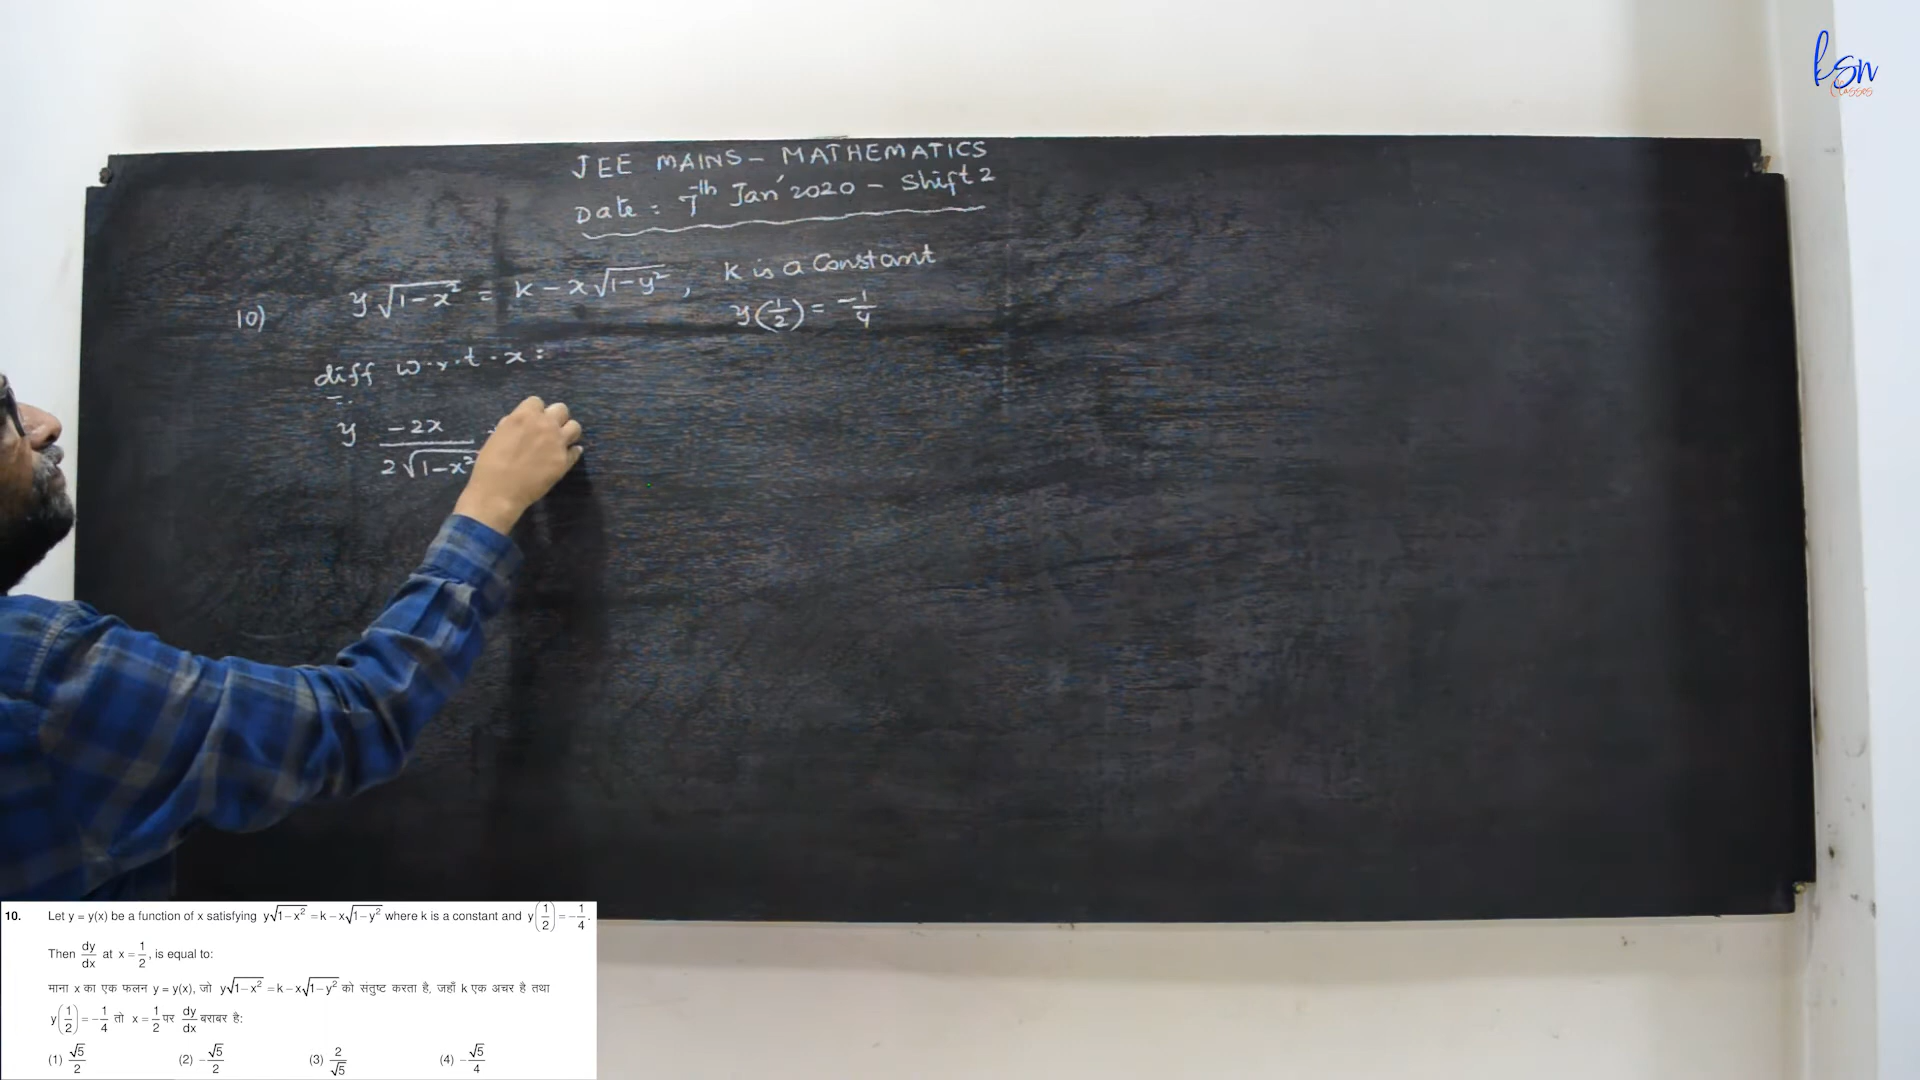 ksn
Classes
JEE MAINS - MATHEMATICS
Date : 7th Jan' 2020 - Shift 2
10) y√(1-x²) = k - x√(1-y²) , k is a Constant
y(1/2) = -1/4
diff w.r.t. x :
y -2x/(2√(1-x²))
10. Let y = y(x) be a function of x satisfying y√(1-x²) = k - x√(1-y²) where k is a constant and y(1/2) = -1/4.
Then dy/dx at x = 1/2, is equal to:
माना x का एक फलन y = y(x), जो y√(1-x²) = k - x√(1-y²) को संतुष्ट करता है, जहाँ k एक अचर है तथा
y(1/2) = -1/4 तो x = 1/2 पर dy/dx बराबर है:
(1) √5/2 (2) -√5/2 (3) 2/√5 (4) -√5/4